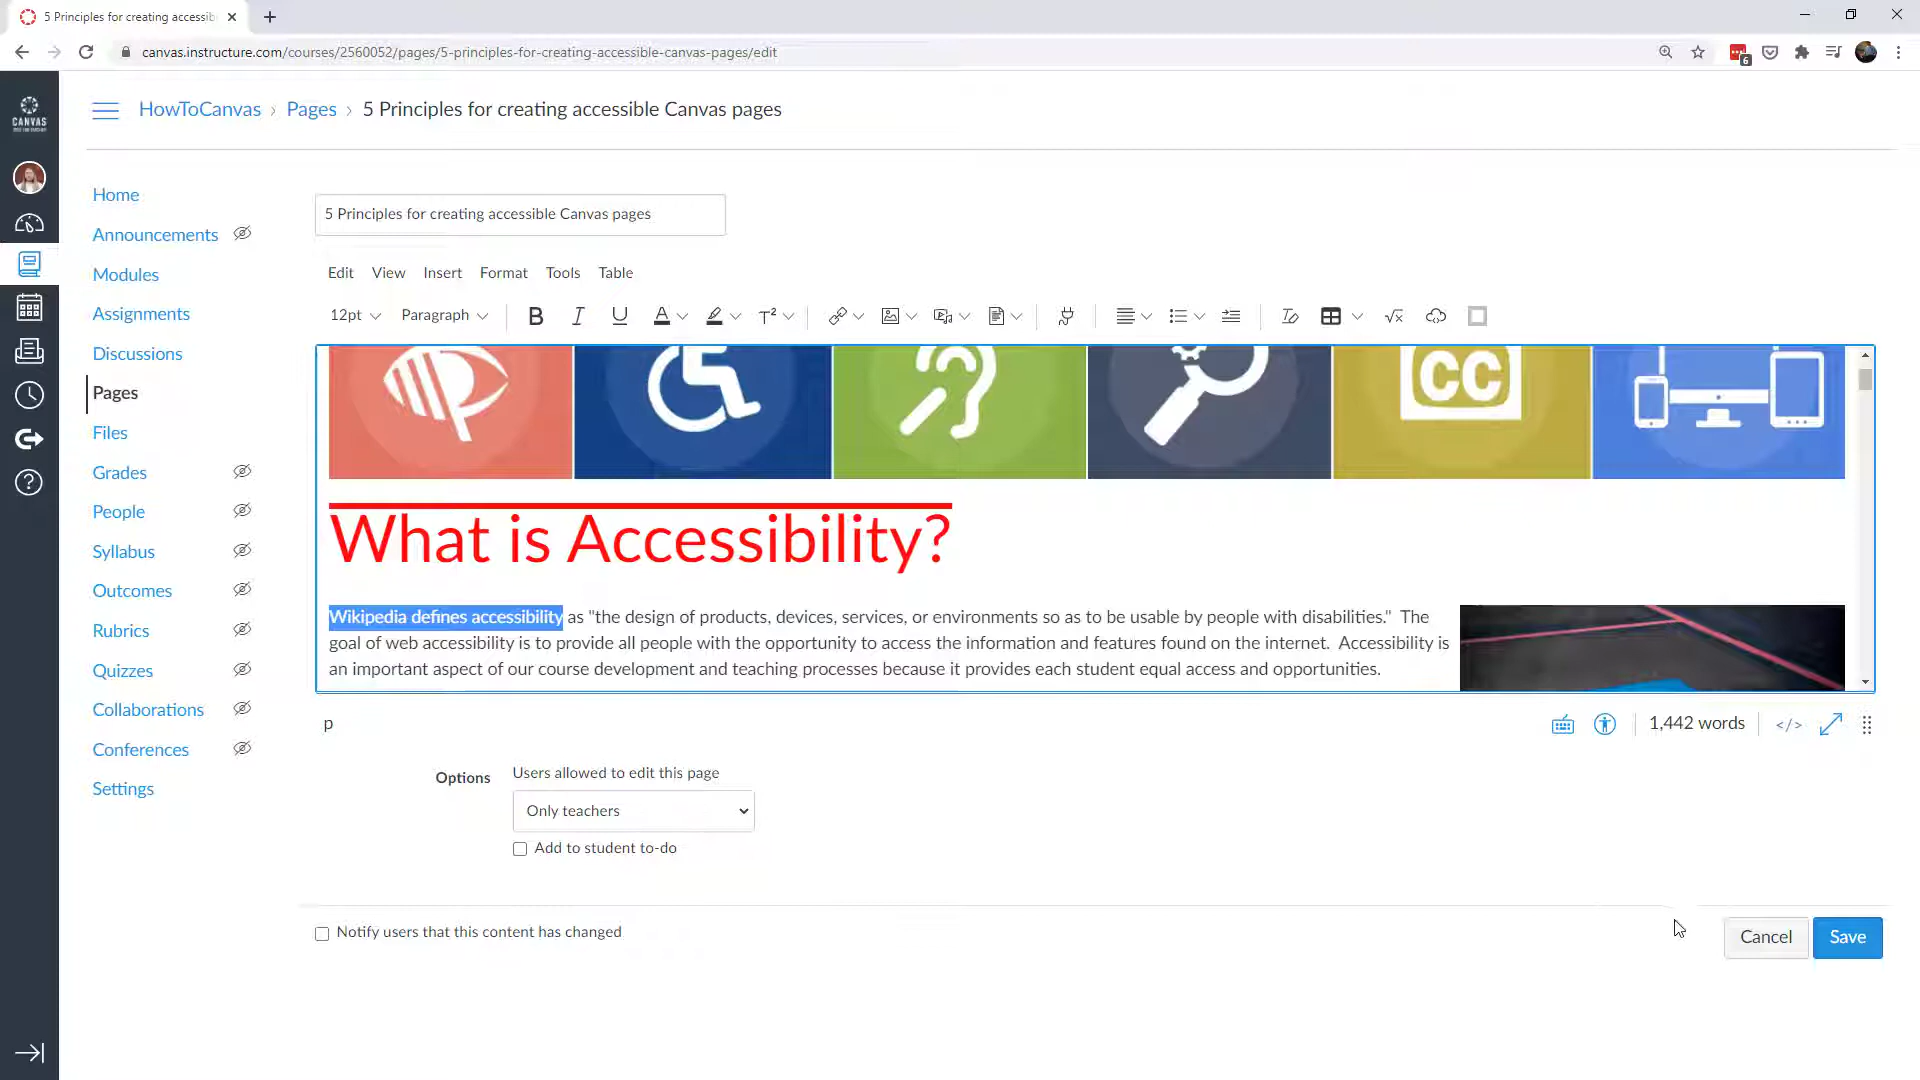 5 Principles for creating accessib
canvas.instructure.com/courses/2560052/pages/5-principles-for-creating-accessible-canvas-pages/edit
6
CANVAS
HowToCanvas › Pages › 5 Principles for creating accessible Canvas pages
Home
Announcements
Modules
Assignments
Discussions
Pages
Files
Grades
People
Syllabus
Outcomes
Rubrics
Quizzes
Collaborations
Conferences
Settings
5 Principles for creating accessible Canvas pages
Edit View Insert Format Tools Table
12pt Paragraph B I U A T²
CC
What is Accessibility?
Wikipedia defines accessibility as "the design of products, devices, services, or environments so as to be usable by people with disabilities." The
goal of web accessibility is to provide all people with the opportunity to access the information and features found on the internet. Accessibility is
an important aspect of our course development and teaching processes because it provides each student equal access and opportunities.
p
1,442 words </>
Options
Users allowed to edit this page
Only teachers
Add to student to-do
Notify users that this content has changed
Cancel Save